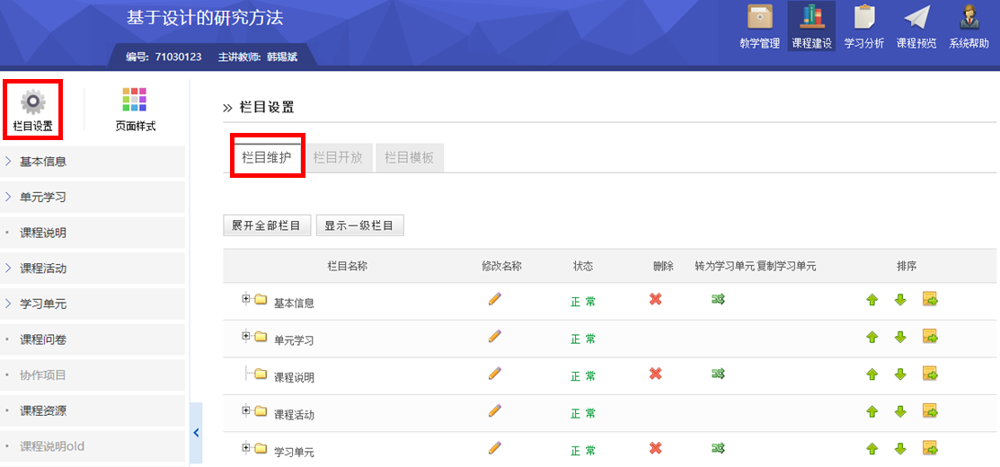 基于设计的研究方法
编号: 71030123 主讲教师: 韩锡斌
教学管理 课程建设 学习分析 课程预览 系统帮助
栏目设置 页面样式
基本信息
单元学习
课程说明
课程活动
学习单元
课程问卷
协作项目
课程资源
课程说明old
» 栏目设置
栏目维护 栏目开放 栏目模板
展开全部栏目 显示一级栏目
栏目名称 修改名称 状态 删除 转为学习单元 复制学习单元 排序
基本信息 正常
单元学习 正常
课程说明 正常
课程活动 正常
学习单元 正常